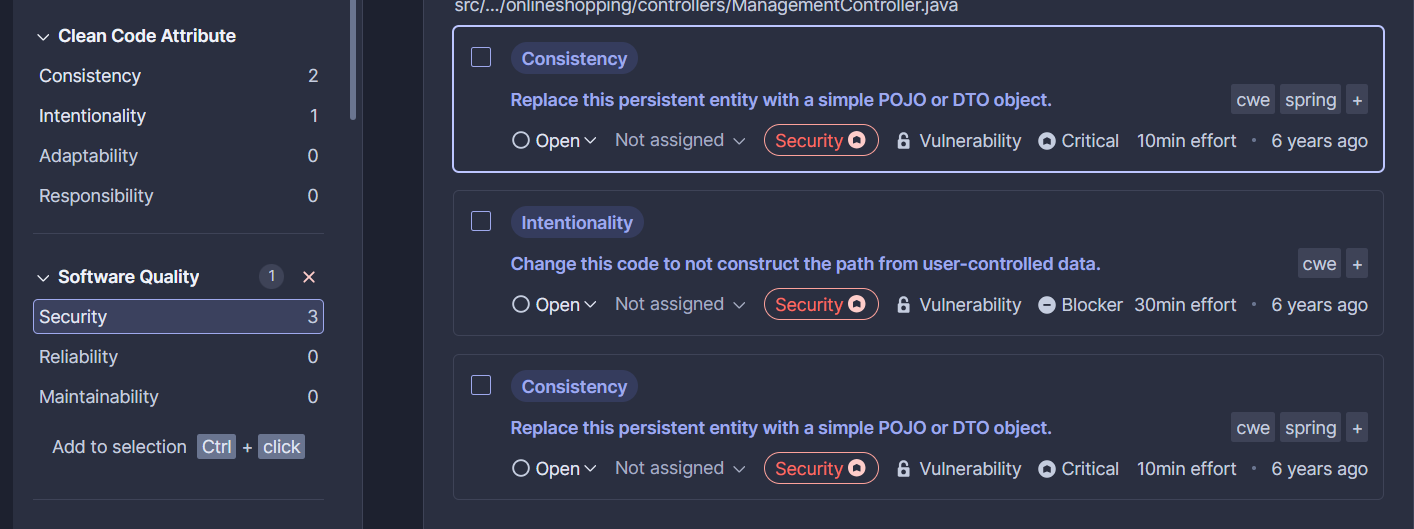 Clean Code Attribute
Consistency 2
Intentionality 1
Adaptability 0
Responsibility 0
Software Quality 1
Security 3
Reliability 0
Maintainability 0
Add to selection Ctrl + click
src/.../onlineshopping/controllers/ManagementController.java
Consistency
Replace this persistent entity with a simple POJO or DTO object. cwe spring +
Open Not assigned Security Vulnerability Critical 10min effort • 6 years ago
Intentionality
Change this code to not construct the path from user-controlled data. cwe +
Open Not assigned Security Vulnerability Blocker 30min effort • 6 years ago
Consistency
Replace this persistent entity with a simple POJO or DTO object. cwe spring +
Open Not assigned Security Vulnerability Critical 10min effort • 6 years ago